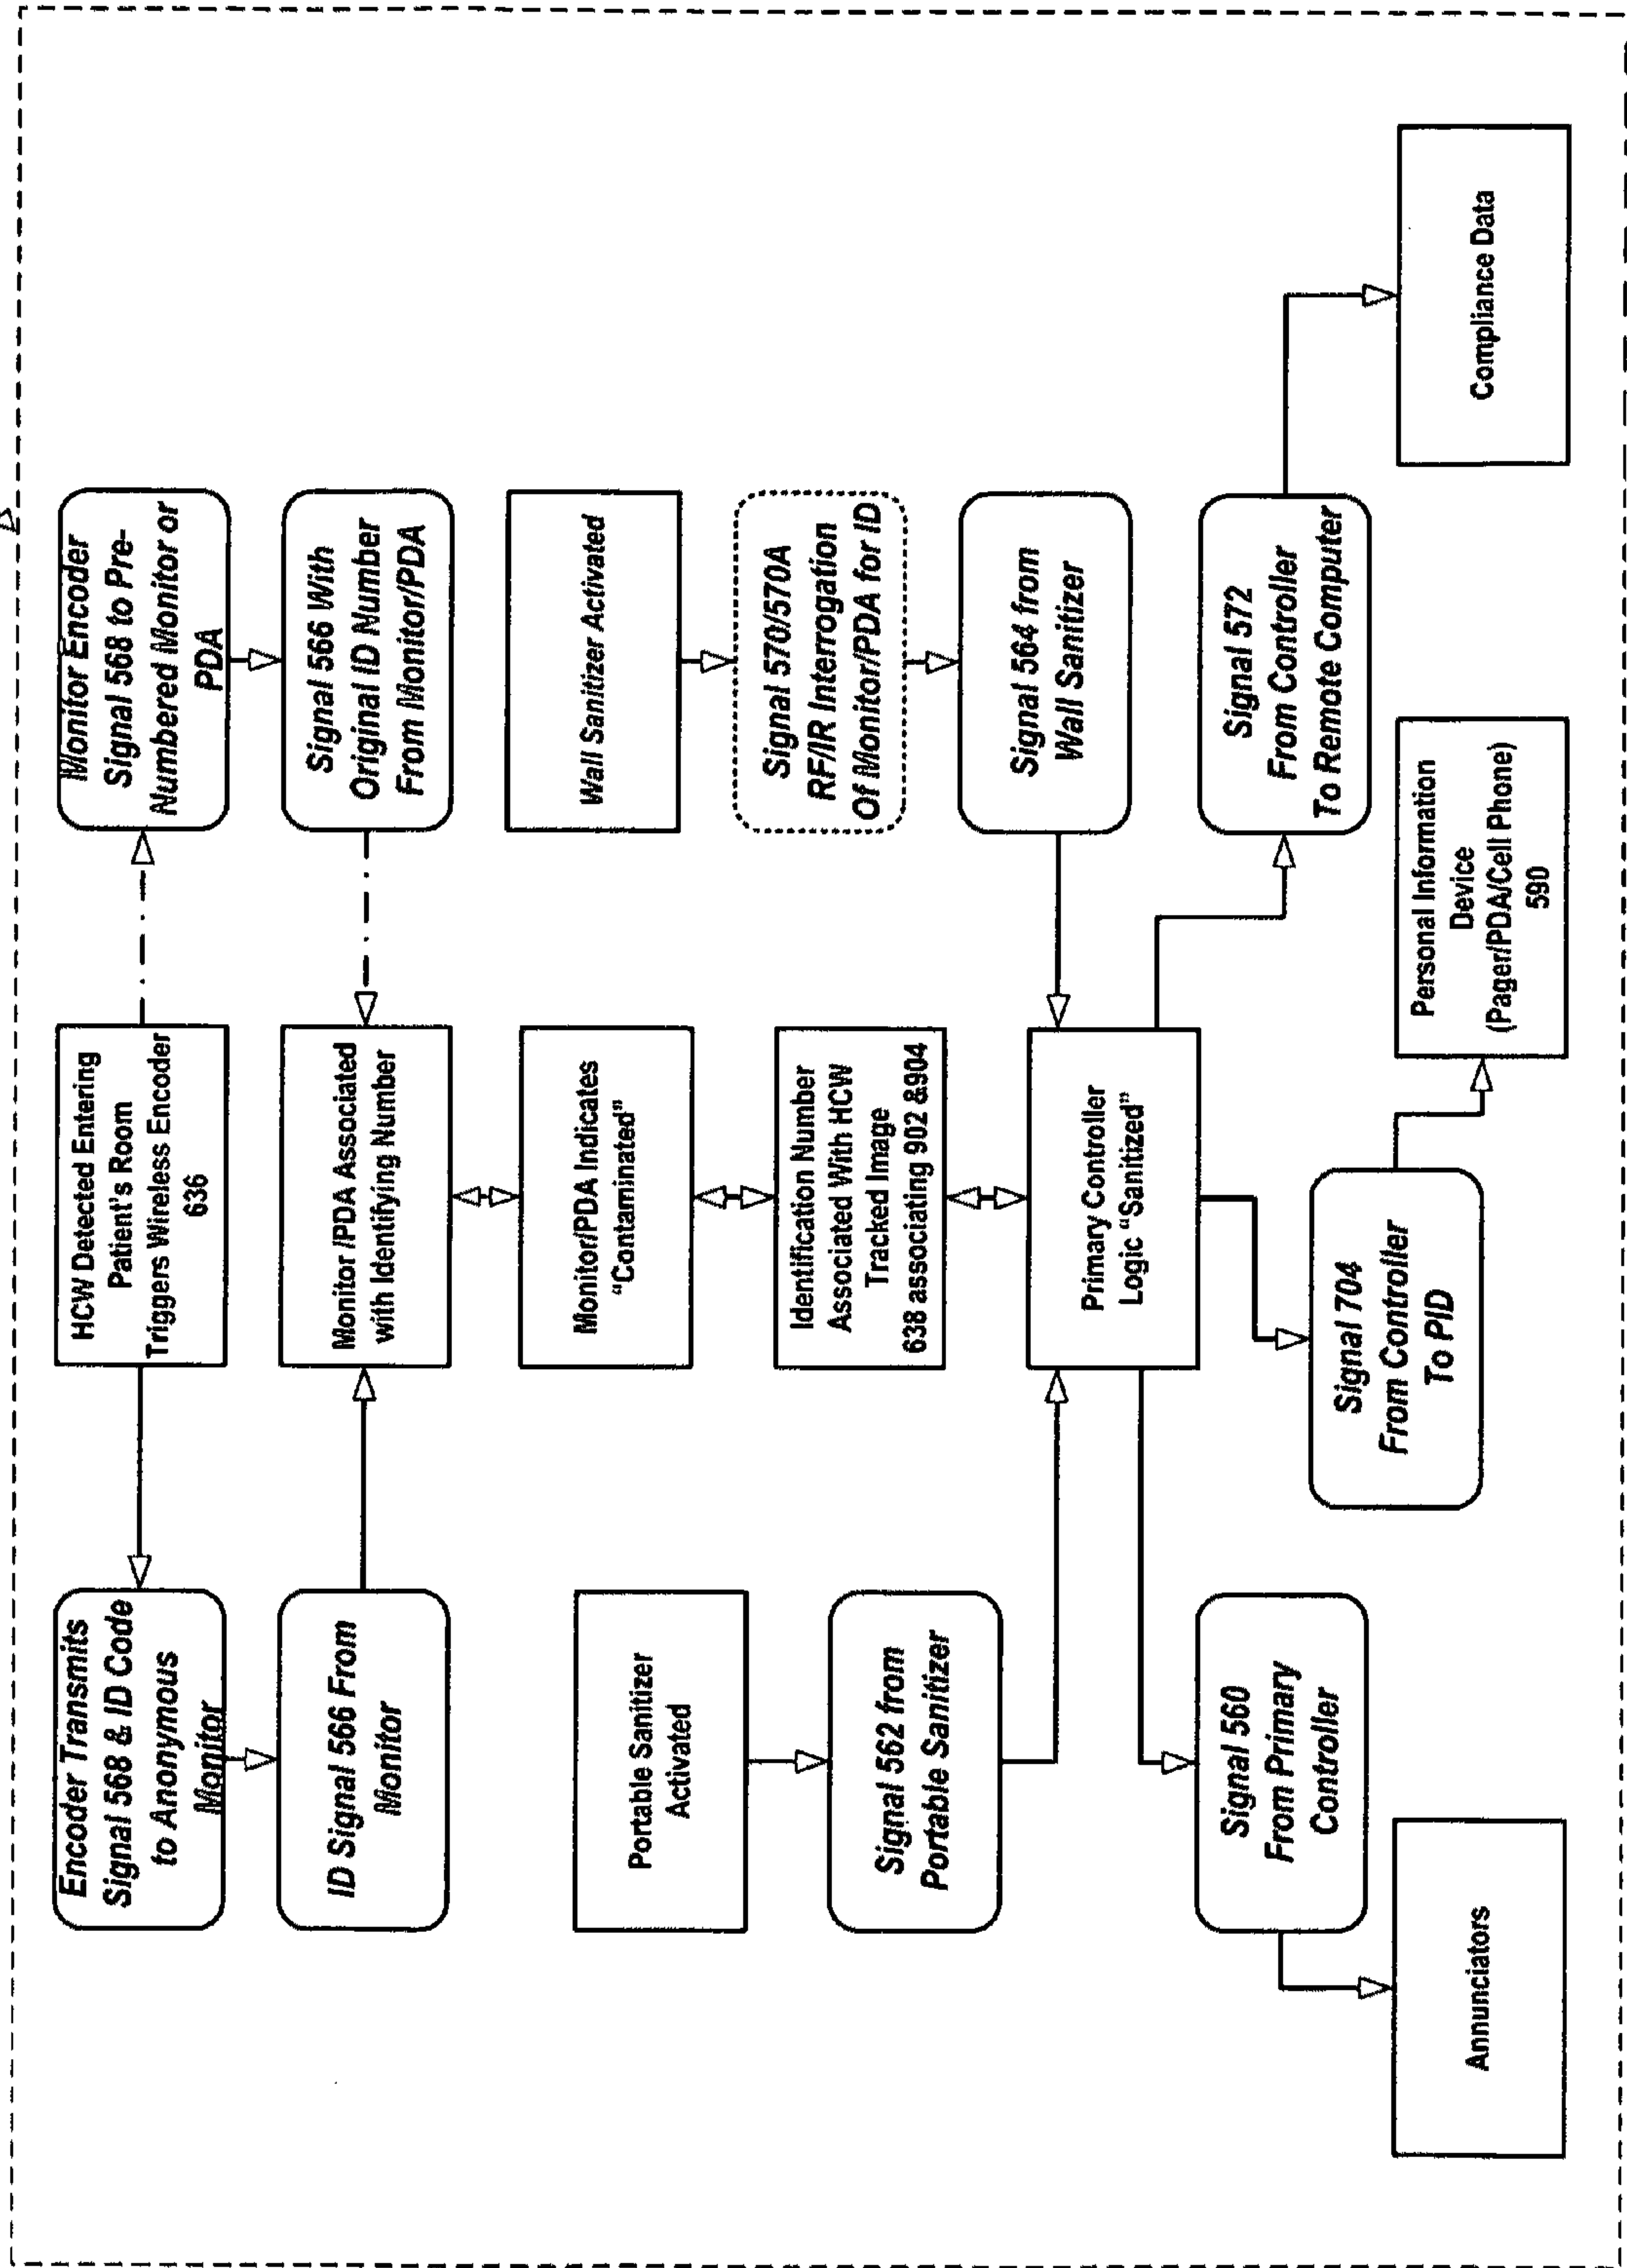 Encoder Transmits
Signal 568 & ID Code
to Anonymous
Monitor
HCW Detected Entering
Patient's Room
Triggers Wireless Encoder
636
Monitor Encoder
Signal 568 to Pre-
Numbered Monitor or
PDA
ID Signal 566 From
Monitor
Monitor /PDA Associated
with Identifying Number
Signal 566 With
Original ID Number
From Monitor/PDA
Portable Sanitizer
Activated
Monitor/PDA Indicates
"Contaminated"
Wall Sanitizer Activated
Signal 562 from
Portable Sanitizer
Identification Number
Associated With HCW
Tracked Image
638 associating 902 &904
Signal 570/570A
RF/IR Interrogation
Of Monitor/PDA for ID
Primary Controller
Logic "Sanitized"
Signal 564 from
Wall Sanitizer
Signal 560
From Primary
Controller
Signal 704
From Controller
To PID
Signal 572
From Controller
To Remote Computer
Annunciators
Personal Information
Device
(Pager/PDA/Cell Phone)
590
Compliance Data